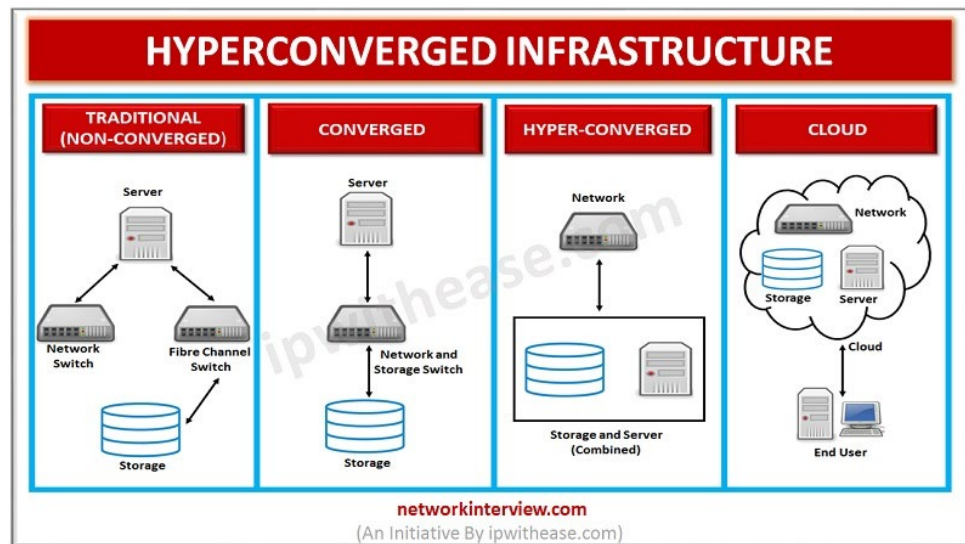 HYPERCONVERGED INFRASTRUCTURE
TRADITIONAL
(NON-CONVERGED)
Server
Network
Switch
Fibre Channel
Switch
Storage
CONVERGED
Server
Network and
Storage Switch
Storage
HYPER-CONVERGED
Network
Storage and Server
(Combined)
CLOUD
Network
Storage
Server
Cloud
End User
ipwithease.com
networkinterview.com
(An Initiative By ipwithease.com)